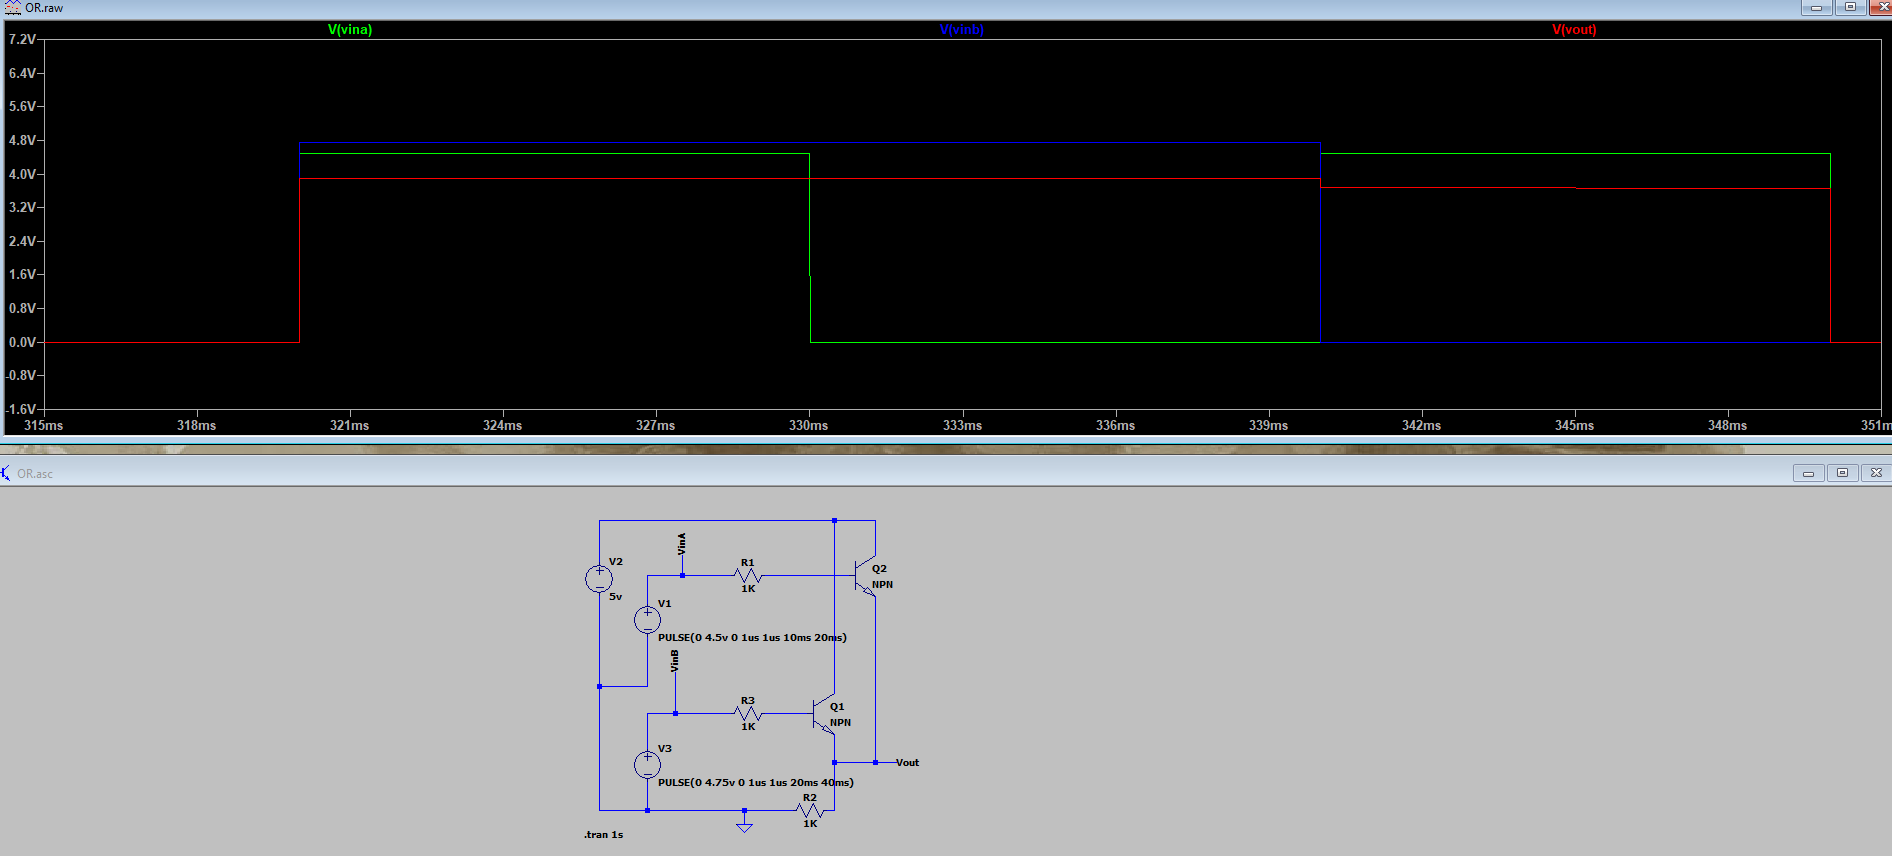 OR.raw
V(vina) V(vinb) V(vout)
7.2V
6.4V
5.6V
4.8V
4.0V
3.2V
2.4V
1.6V
0.8V
0.0V
-0.8V
-1.6V
315ms 318ms 321ms 324ms 327ms 330ms 333ms 336ms 339ms 342ms 345ms 348ms 351m
OR.asc
VinA
V2
R1
Q2
1K
NPN
5v
V1
PULSE(0 4.5v 0 1us 1us 10ms 20ms)
VinB
R3
Q1
1K
NPN
V3
Vout
PULSE(0 4.75v 0 1us 1us 20ms 40ms)
R2
1K
.tran 1s